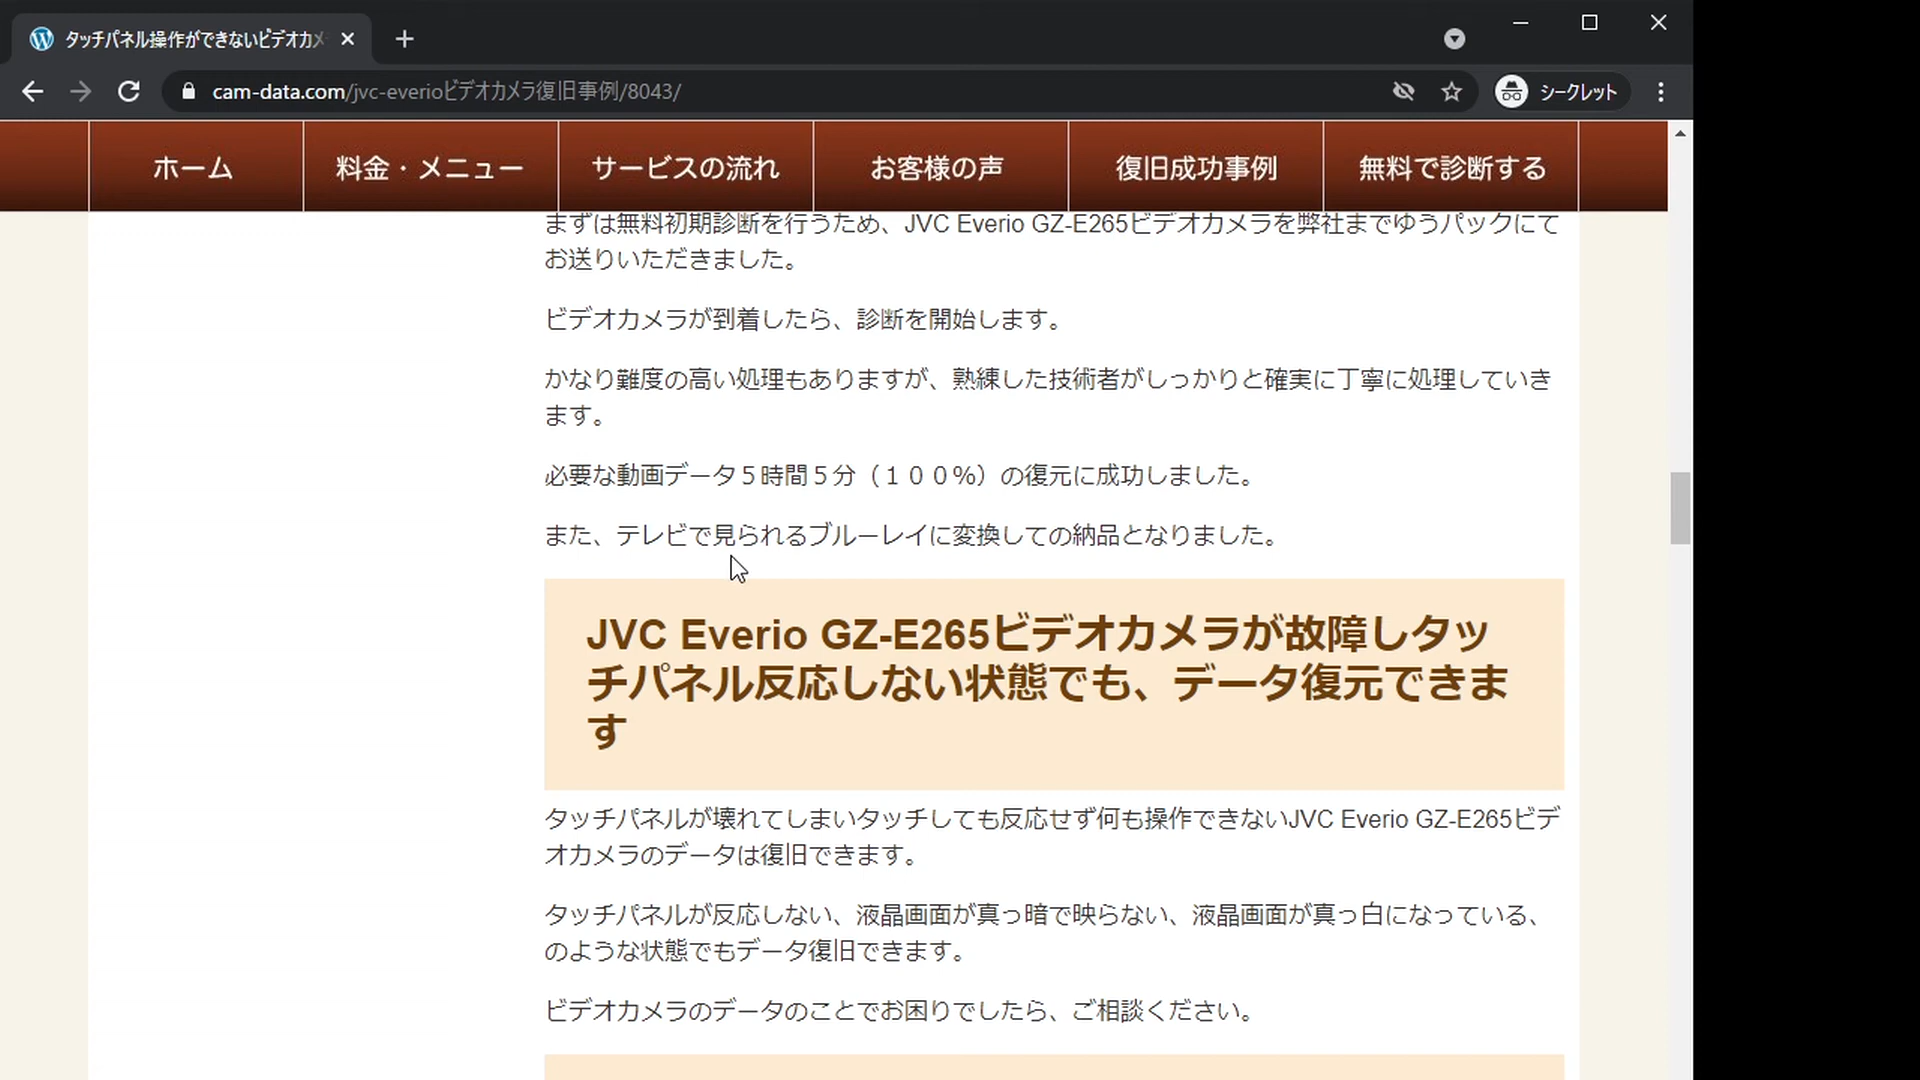 タッチパネル操作ができないビデオカメ
cam-data.com/jvc-everioビデオカメラ復旧事例/8043/
シークレット
ホーム
料金・メニュー
サービスの流れ
お客様の声
復旧成功事例
無料で診断する
まずは無料初期診断を行うため、JVC Everio GZ-E265ビデオカメラを弊社までゆうパックにて
お送りいただきました。
ビデオカメラが到着したら、診断を開始します。
かなり難度の高い処理もありますが、熟練した技術者がしっかりと確実に丁寧に処理していき
ます。
必要な動画データ５時間５分（１００％）の復元に成功しました。
また、テレビで見られるブルーレイに変換しての納品となりました。
JVC Everio GZ-E265ビデオカメラが故障しタッ
チパネル反応しない状態でも、データ復元できま
す
タッチパネルが壊れてしまいタッチしても反応せず何も操作できないJVC Everio GZ-E265ビデ
オカメラのデータは復旧できます。
タッチパネルが反応しない、液晶画面が真っ暗で映らない、液晶画面が真っ白になっている、
のような状態でもデータ復旧できます。
ビデオカメラのデータのことでお困りでしたら、ご相談ください。